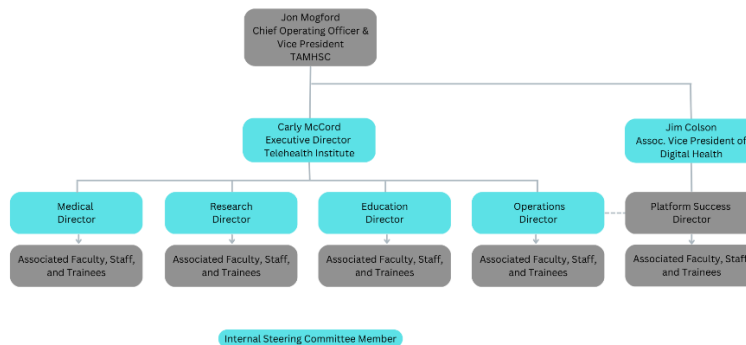 Jon Mogford
Chief Operating Officer &
Vice President
TAMHSC
Carly McCord
Executive Director
Telehealth Institute
Jim Colson
Assoc. Vice President of
Digital Health
Medical
Director
Research
Director
Education
Director
Operations
Director
Platform Success
Director
Associated Faculty, Staff,
and Trainees
Associated Faculty, Staff,
and Trainees
Associated Faculty, Staff,
and Trainees
Associated Faculty, Staff,
and Trainees
Associated Faculty, Staff
and Trainees
Internal Steering Committee Member